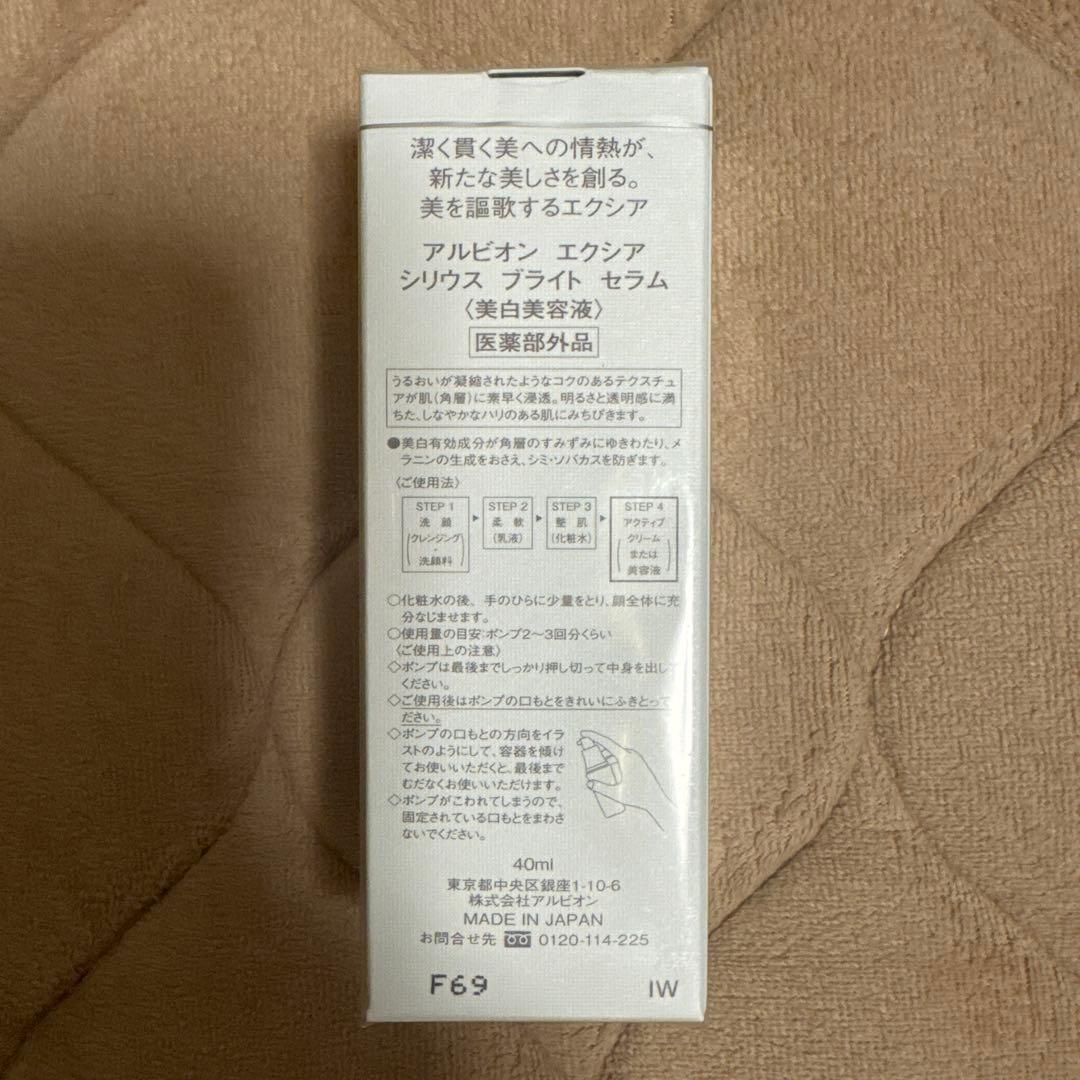 潔く貫く美への情熱が、
新たな美しさを創る。
美を謳歌するエクシア
アルビオン エクシア
シリウス ブライト セラム
〈美白美容液〉
医薬部外品
うるおいが凝縮されたようなコクのあるテクスチュ
アが肌(角層)に素早く浸透。明るさと透明感に満
ちた、しなやかなハリのある肌にみちびきます。
●美白有効成分が角層のすみずみにゆきわたり、メ
ラニンの生成をおさえ、シミ・ソバカスを防ぎます。
〈ご使用法〉
STEP 1
洗顔
(クレンジング
・
洗顔料)
STEP 2
柔軟
(乳液)
STEP 3
整肌
(化粧水)
STEP 4
アクティブ
(クリーム
または
美容液)
○化粧水の後、手のひらに少量をとり、顔全体に充
分なじませます。
○使用量の目安:ポンプ2〜3回分くらい
〈ご使用上の注意〉
◇ポンプは最後までしっかり押し切って中身を出して
ください。
◇ご使用後はポンプの口もとをきれいにふきとって
ださい。
◇ポンプの口もとの方向をイラ
ストのようにして、容器を傾け
てお使いいただくと、最後まで
むだなくお使いいただけます。
◇ポンプがこわれてしまうので、
固定されている口もとをまわさ
ないでください。
40ml
東京都中央区銀座1-10-6
株式会社アルビオン
MADE IN JAPAN
お問合せ先 0120-114-225
F69 IW